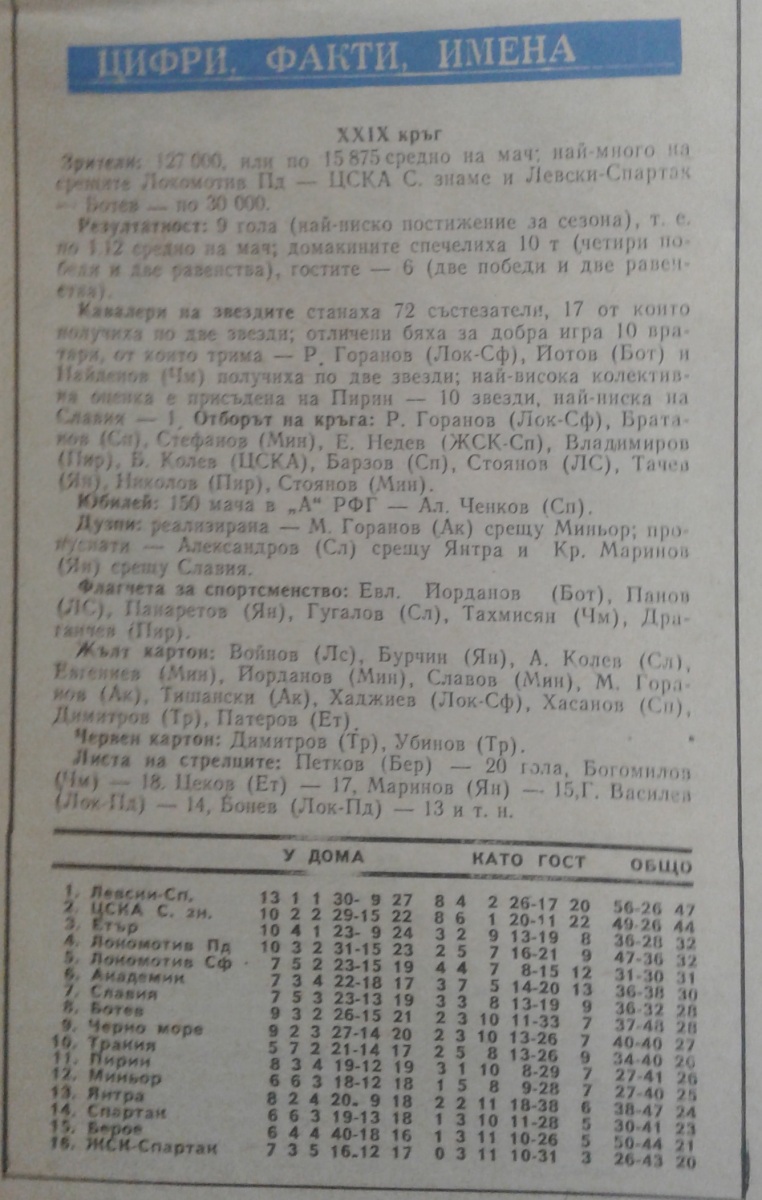 ЦИФРИ, ФАКТИ, ИМЕНА
XXIX кръг
Зрители: 127 000, или по 15 875 средно на мач; най-много на
срещите Локомотив Пд — ЦСКА С. знаме и Левски-Спартак
— Ботев — по 30 000.
Резултатност: 9 гола (най-ниско постижение за сезона), т. е.
по 1.12 средно на мач; домакините спечелиха 10 т (четири по-
беди и две равенства), гостите — 6 (две победи и две равен-
ства).
Кавалери на звездите станаха 72 състезатели, 17 от които
получиха по две звезди; отличени бяха за добра игра 10 вра-
тари, от които трима — Р. Горанов (Лок-Сф), Йотов (Бот) и
Найденов (Чм) получиха по две звезди; най-висока колектив-
на оценка е присъдена на Пирин — 10 звезди, най-ниска на
Славия — 1. Отборът на кръга: Р. Горанов (Лок-Сф), Брата-
нов (Сп), Стефанов (Мин), Е. Недев (ЖСК-Сп), Владимиров
(Пир), Б. Колев (ЦСКА), Барзов (Сп), Стоянов (ЛС), Тачев
(Ян), Николов (Пир), Стоянов (Мин).
Юбилей: 150 мача в „А“ РФГ — Ал. Ченков (Сп).
Дузпи: реализирана — М. Горанов (Ак) срещу Миньор; про-
пуснати — Александров (Сл) срещу Янтра и Кр. Маринов
(Ян) срещу Славия.
Флагчета за спортсменство: Евл. Йорданов (Бот), Панов
(ЛС), Панаретов (Ян), Гугалов (Сл), Тахмисян (Чм), Дра-
ганчев (Пир).
Жълт картон: Войнов (Лс), Бурчин (Ян), А. Колев (Сл),
Евгениев (Мин), Йорданов (Мин), Славов (Мин), М. Гора-
нов (Ак), Тишански (Ак), Хаджиев (Лок-Сф), Хасанов (Сп),
Димитров (Тр), Патеров (Ет).
Червен картон: Димитров (Тр), Убинов (Тр).
Листа на стрелците: Петков (Бер) — 20 гола, Богомилов
(Чм) — 18. Цеков (Ет) — 17, Маринов (Ян) — 15, Г. Василев
(Лок-Пд) — 14, Бонев (Лок-Пд) — 13 и т. н.
У ДОМА КАТО ГОСТ ОБЩО
1. Левски-Сп. 13 1 1 30- 9 27 8 4 2 26-17 20 56-26 47
2. ЦСКА С. зн. 10 2 2 29-15 22 8 6 1 20-11 22 49-26 44
3. Етър 10 4 1 23- 9 24 3 2 9 13-19 8 36-28 32
4. Локомотив Пд 10 3 2 31-15 23 2 5 7 16-21 9 47-36 32
5. Локомотив Сф 7 5 2 23-15 19 4 4 7 8-15 12 31-30 31
6. Академик 7 3 4 22-18 17 3 7 5 14-20 13 36-38 30
7. Славия 7 5 3 23-13 19 3 3 8 13-19 9 36-32 28
8. Ботев 9 3 2 26-15 21 2 3 10 11-33 7 37-48 28
9. Черно море 9 2 3 27-14 20 2 3 10 13-26 7 40-40 27
10. Тракия 5 7 2 21-14 17 2 5 8 13-26 9 34-40 26
11. Пирин 8 3 4 19-12 19 3 1 10 8-29 7 27-41 26
12. Миньор 6 6 3 18-12 18 1 5 8 9-28 7 27-40 25
13. Янтра 8 2 4 20- 9 18 2 2 11 18-38 6 38-47 24
14. Спартак 6 6 3 19-13 18 1 3 10 11-28 5 30-41 23
15. Берое 6 4 4 40-18 16 1 3 11 10-26 5 50-44 21
16. ЖСК-Спартак 7 3 5 16-12 17 0 3 11 10-31 3 26-43 20